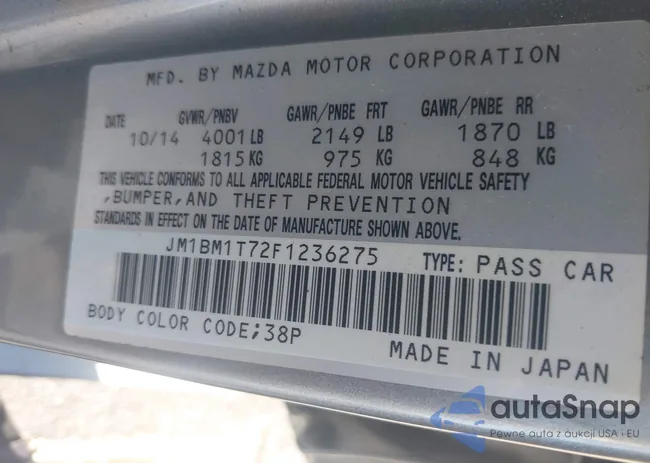 MFD. BY MAZDA MOTOR CORPORATION
DATE GVWR/PNBV GAWR/PNBE FRT GAWR/PNBE RR
10/14 4001 LB 2149 LB 1870 LB
1815 KG 975 KG 848 KG
THIS VEHICLE CONFORMS TO ALL APPLICABLE FEDERAL MOTOR VEHICLE SAFETY
,BUMPER,AND THEFT PREVENTION
STANDARDS IN EFFECT ON THE DATE OF MANUFACTURE SHOWN ABOVE.
JM1BM1T72F1236275 TYPE: PASS CAR
BODY COLOR CODE;38P
MADE IN JAPAN
autaSnap
Pewne auta z aukcji USA i EU